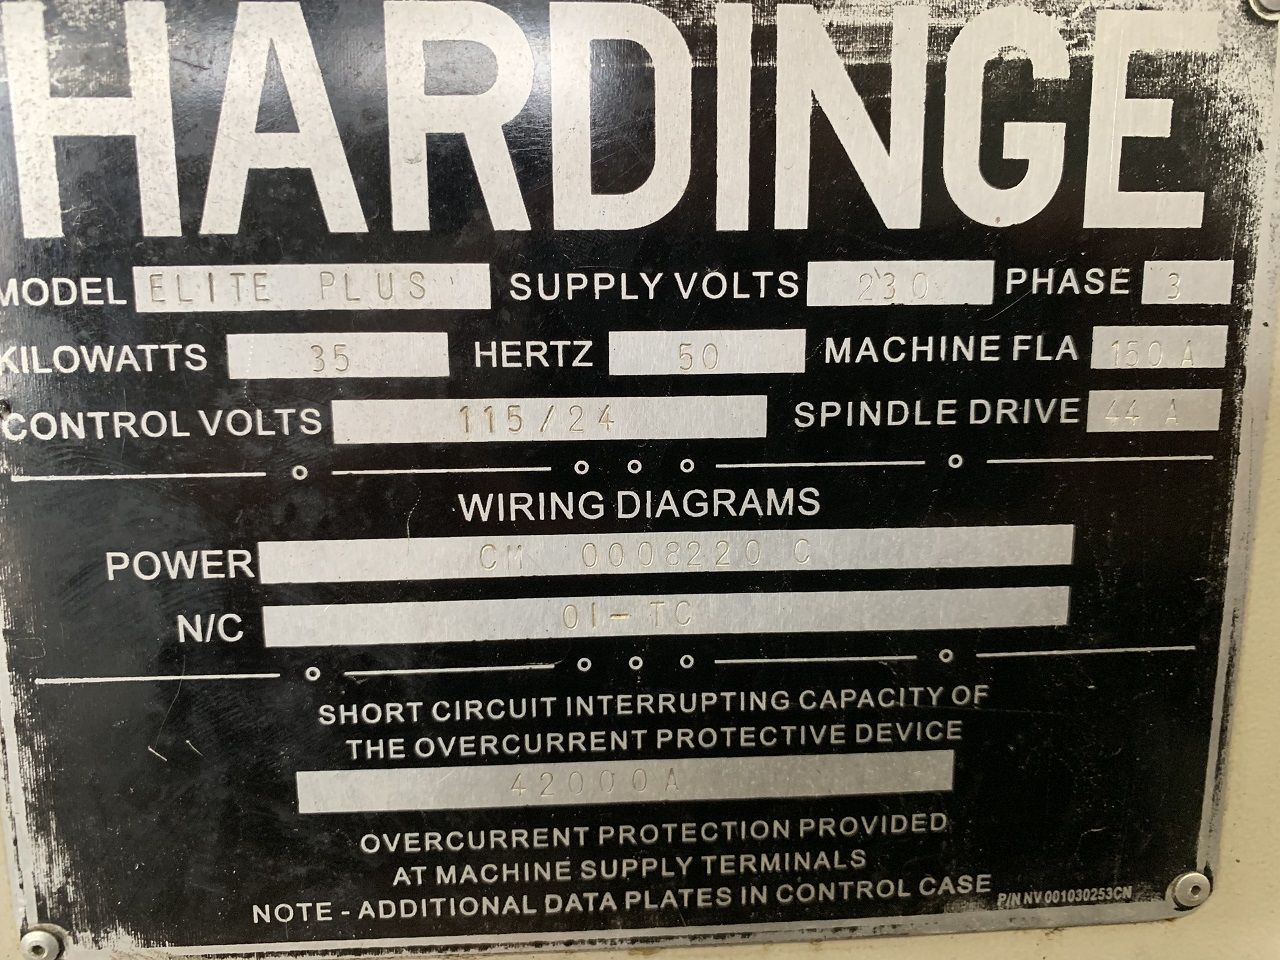 HARDINGE
MODEL ELITE PLUS SUPPLY VOLTS 230 PHASE 3
KILOWATTS 35 HERTZ 50 MACHINE FLA 150 A
CONTROL VOLTS 115/24 SPINDLE DRIVE 44 A
WIRING DIAGRAMS
POWER CM 0008220 C
N/C OI-TC
SHORT CIRCUIT INTERRUPTING CAPACITY OF
THE OVERCURRENT PROTECTIVE DEVICE
42000A
OVERCURRENT PROTECTION PROVIDED
AT MACHINE SUPPLY TERMINALS
NOTE - ADDITIONAL DATA PLATES IN CONTROL CASE
P/N NV 001030253CN